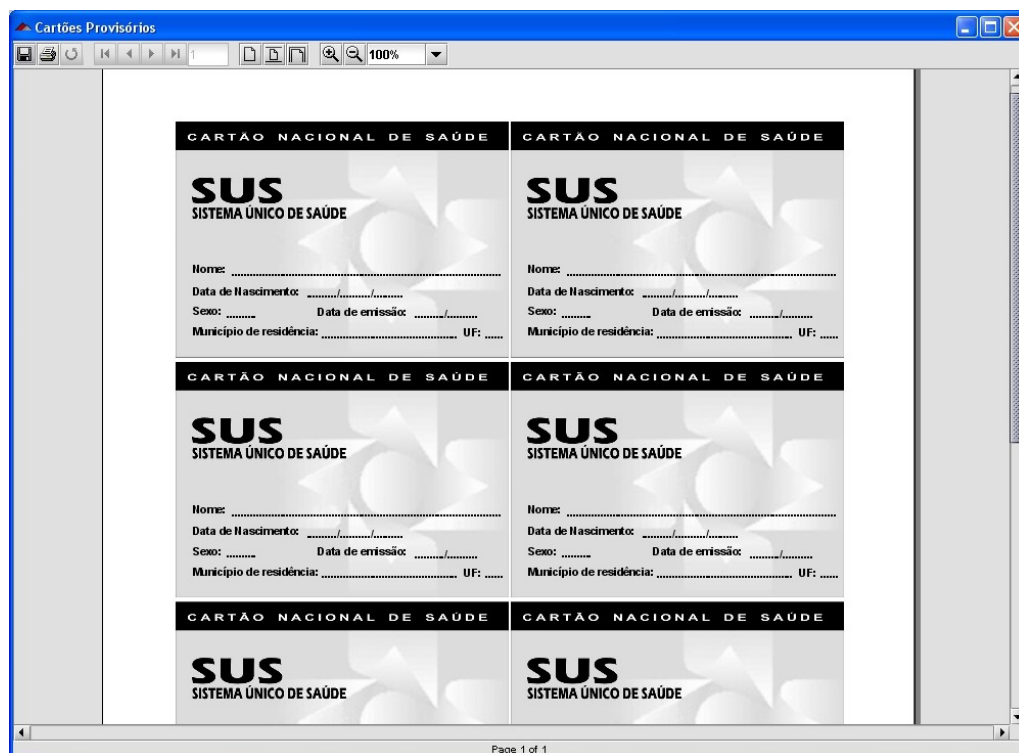 Cartões Provisórios
1
100%
CARTÃO NACIONAL DE SAÚDE
SUS
SISTEMA ÚNICO DE SAÚDE
Nome:
Data de Nascimento: ........../........../..........
Sexo: ........ Data de emissão: ......../........
Município de residência: UF: .....
CARTÃO NACIONAL DE SAÚDE
SUS
SISTEMA ÚNICO DE SAÚDE
Nome:
Data de Nascimento: ........../........../..........
Sexo: ........ Data de emissão: ......../........
Município de residência: UF: .....
CARTÃO NACIONAL DE SAÚDE
SUS
SISTEMA ÚNICO DE SAÚDE
Nome:
Data de Nascimento: ........../........../..........
Sexo: ........ Data de emissão: ......../........
Município de residência: UF: .....
CARTÃO NACIONAL DE SAÚDE
SUS
SISTEMA ÚNICO DE SAÚDE
Nome:
Data de Nascimento: ........../........../..........
Sexo: ........ Data de emissão: ......../........
Município de residência: UF: .....
CARTÃO NACIONAL DE SAÚDE
SUS
SISTEMA ÚNICO DE SAÚDE
CARTÃO NACIONAL DE SAÚDE
SUS
SISTEMA ÚNICO DE SAÚDE
Page 1 of 1